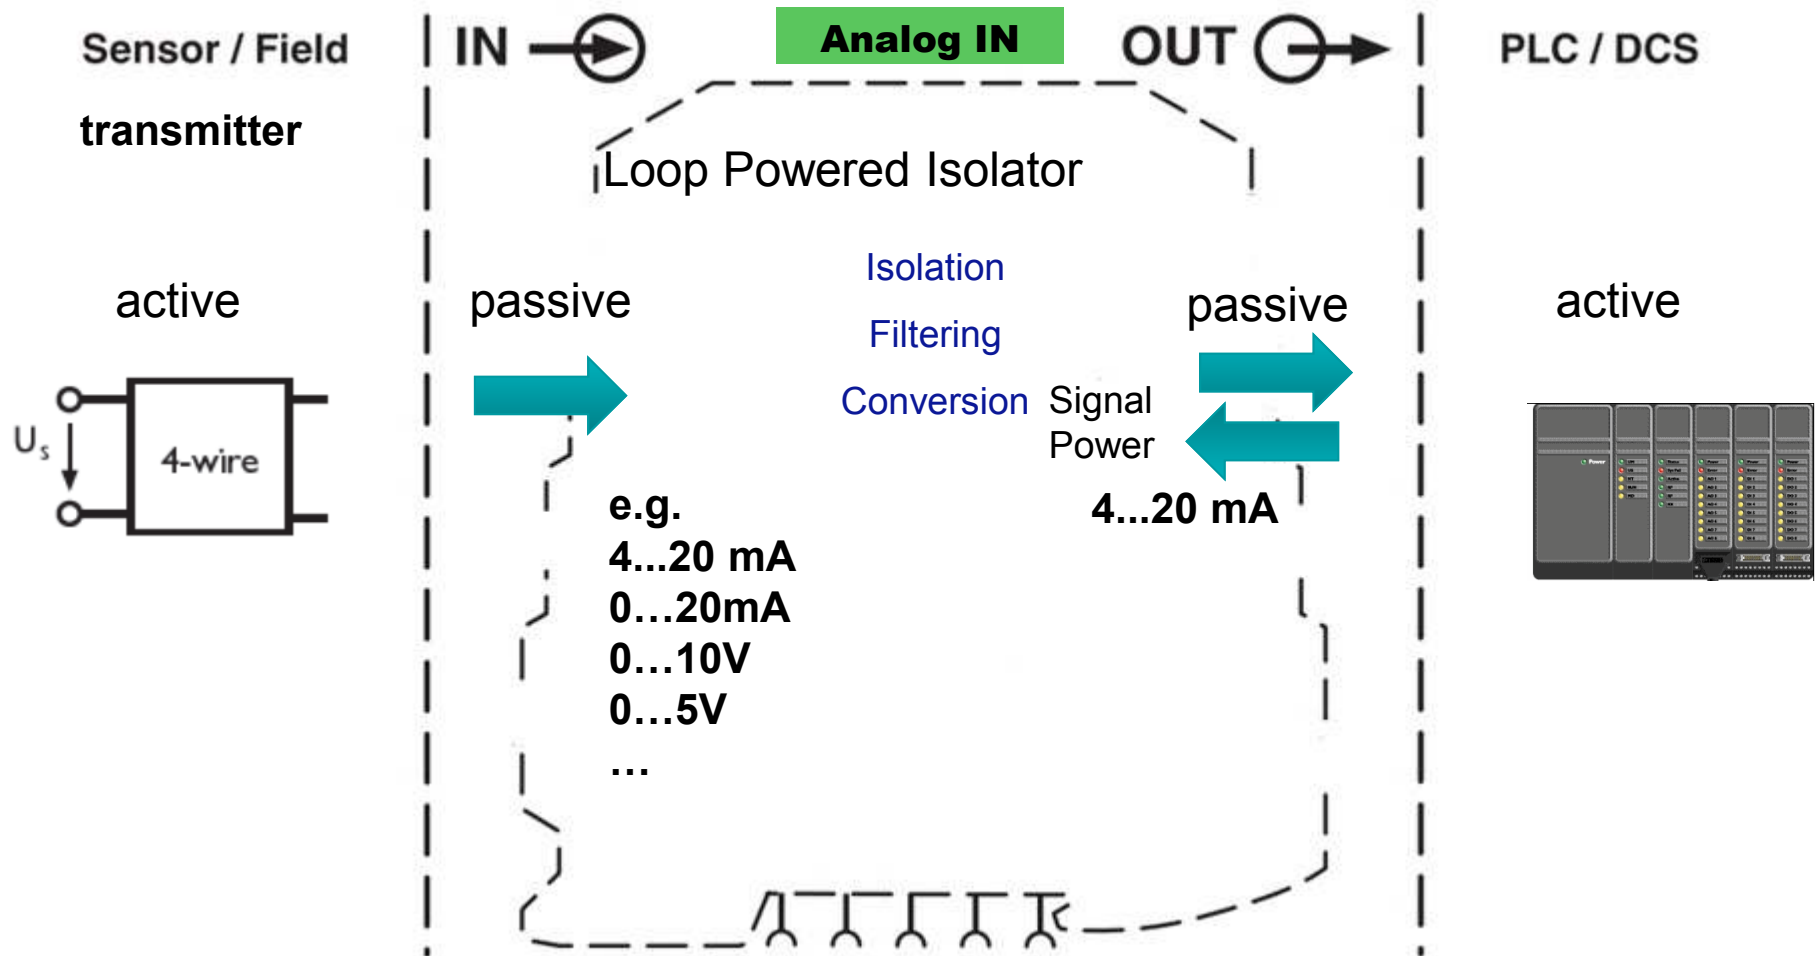 Sensor / Field
IN
Analog IN
OUT
PLC / DCS
transmitter
Loop Powered Isolator
active
passive
Isolation
Filtering
Conversion
passive
active
Signal
Power
Us
4-wire
e.g.
4...20 mA
0...20mA
0...10V
0...5V
...
4...20 mA
Power